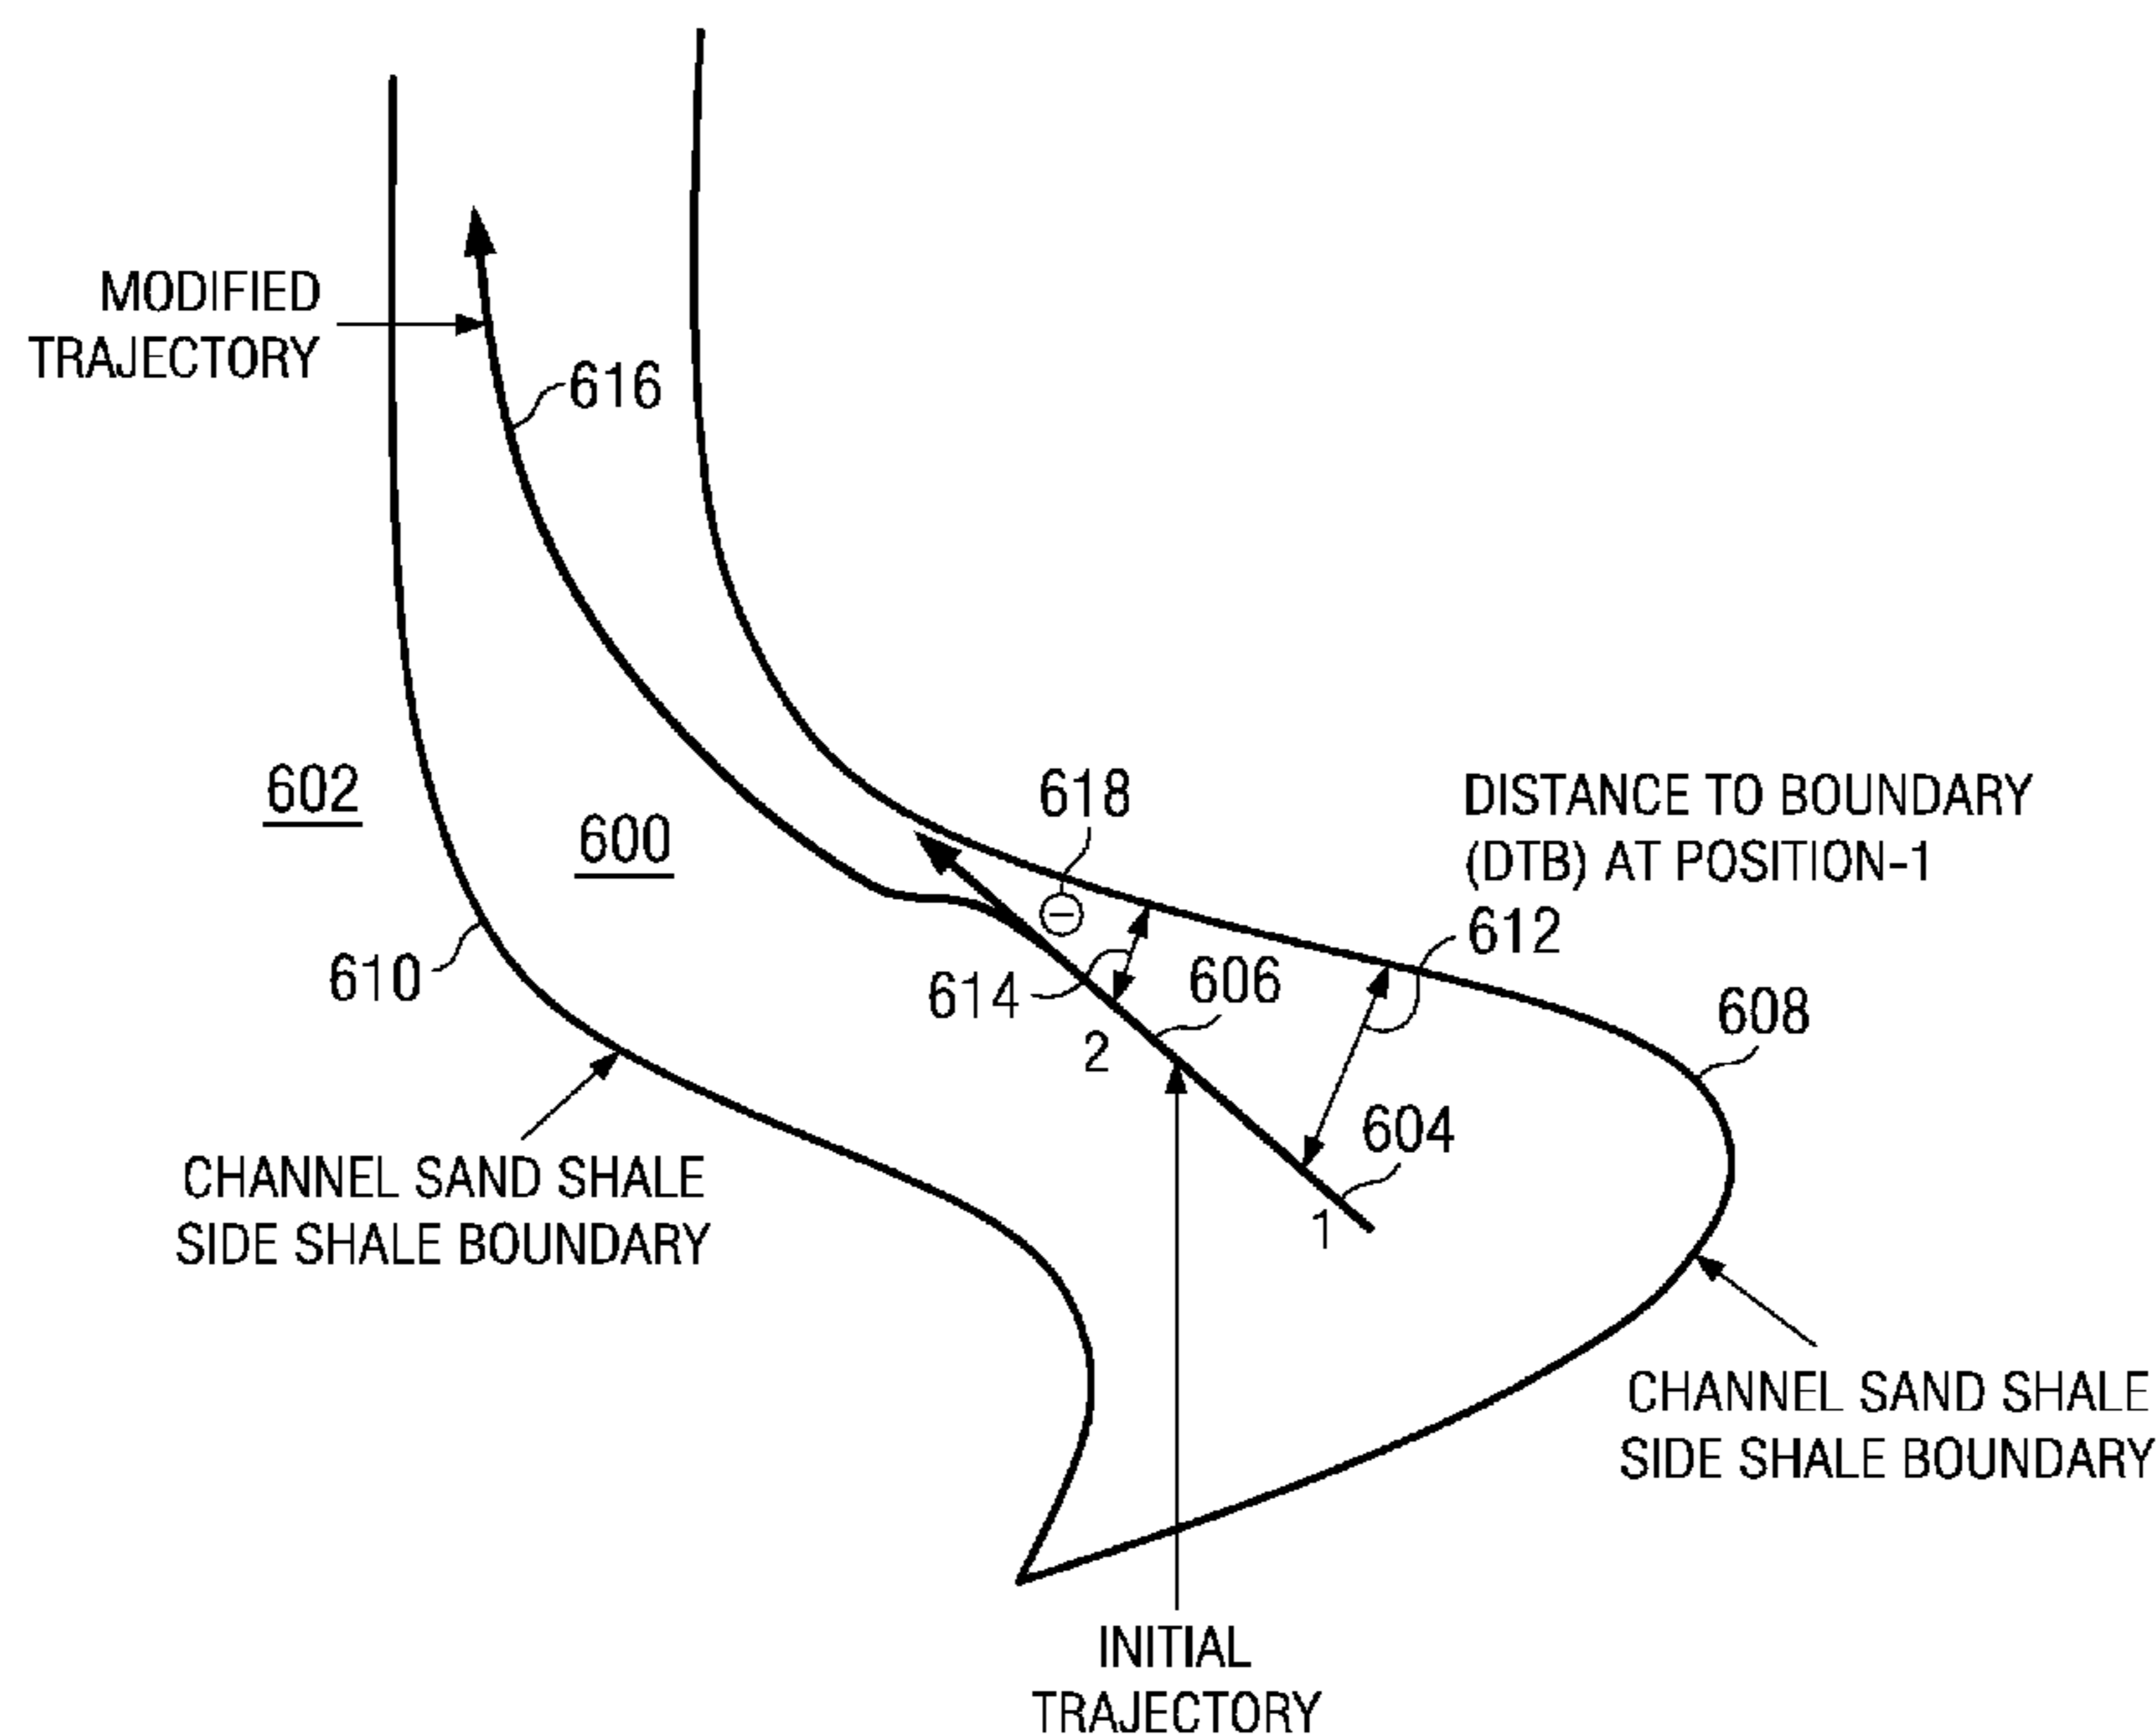 MODIFIED
TRAJECTORY
616
602
600
618
DISTANCE TO BOUNDARY
(DTB) AT POSITION-1
612
610
614
606
608
2
604
1
CHANNEL SAND SHALE
SIDE SHALE BOUNDARY
CHANNEL SAND SHALE
SIDE SHALE BOUNDARY
INITIAL
TRAJECTORY